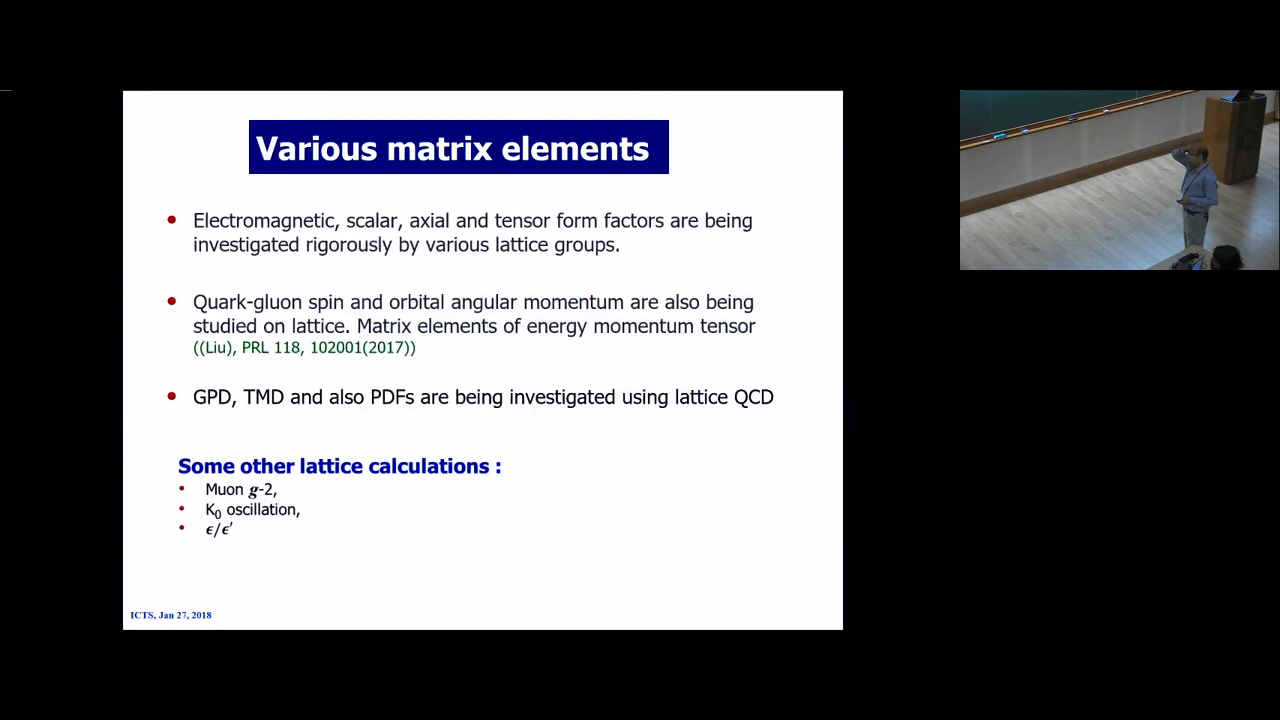 Various matrix elements
• Electromagnetic, scalar, axial and tensor form factors are being
investigated rigorously by various lattice groups.
• Quark-gluon spin and orbital angular momentum are also being
studied on lattice. Matrix elements of energy momentum tensor
((Liu), PRL 118, 102001(2017))
• GPD, TMD and also PDFs are being investigated using lattice QCD
Some other lattice calculations :
• Muon g-2,
• K₀ oscillation,
• ϵ/ϵ′
ICTS, Jan 27, 2018